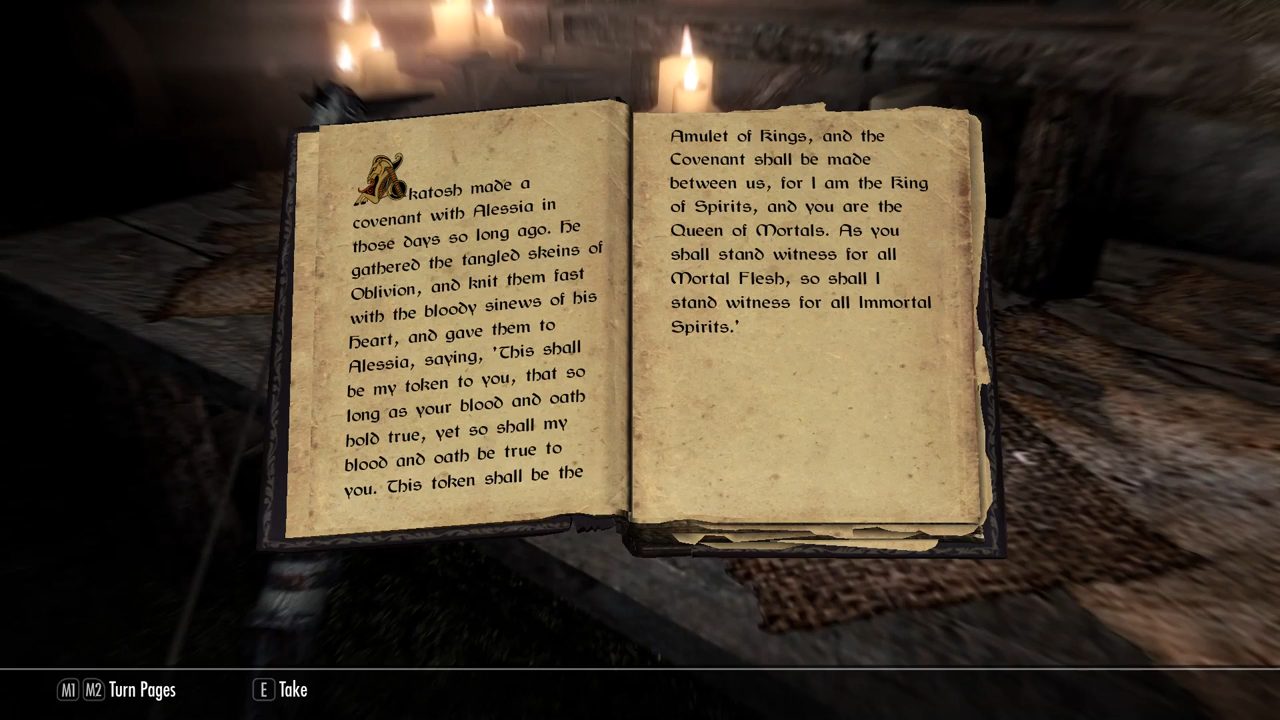 Akatosh made a
covenant with Alessia in
those days so long ago. He
gathered the tangled skeins of
Oblivion, and knit them fast
with the bloody sinews of his
Heart, and gave them to
Alessia, saying, 'This shall
be my token to you, that so
long as your blood and oath
hold true, yet so shall my
blood and oath be true to
you. This token shall be the
Amulet of Kings, and the
Covenant shall be made
between us, for I am the King
of Spirits, and you are the
Queen of Mortals. As you
shall stand witness for all
Mortal Flesh, so shall I
stand witness for all Immortal
Spirits.'
M1 M2 Turn Pages E Take